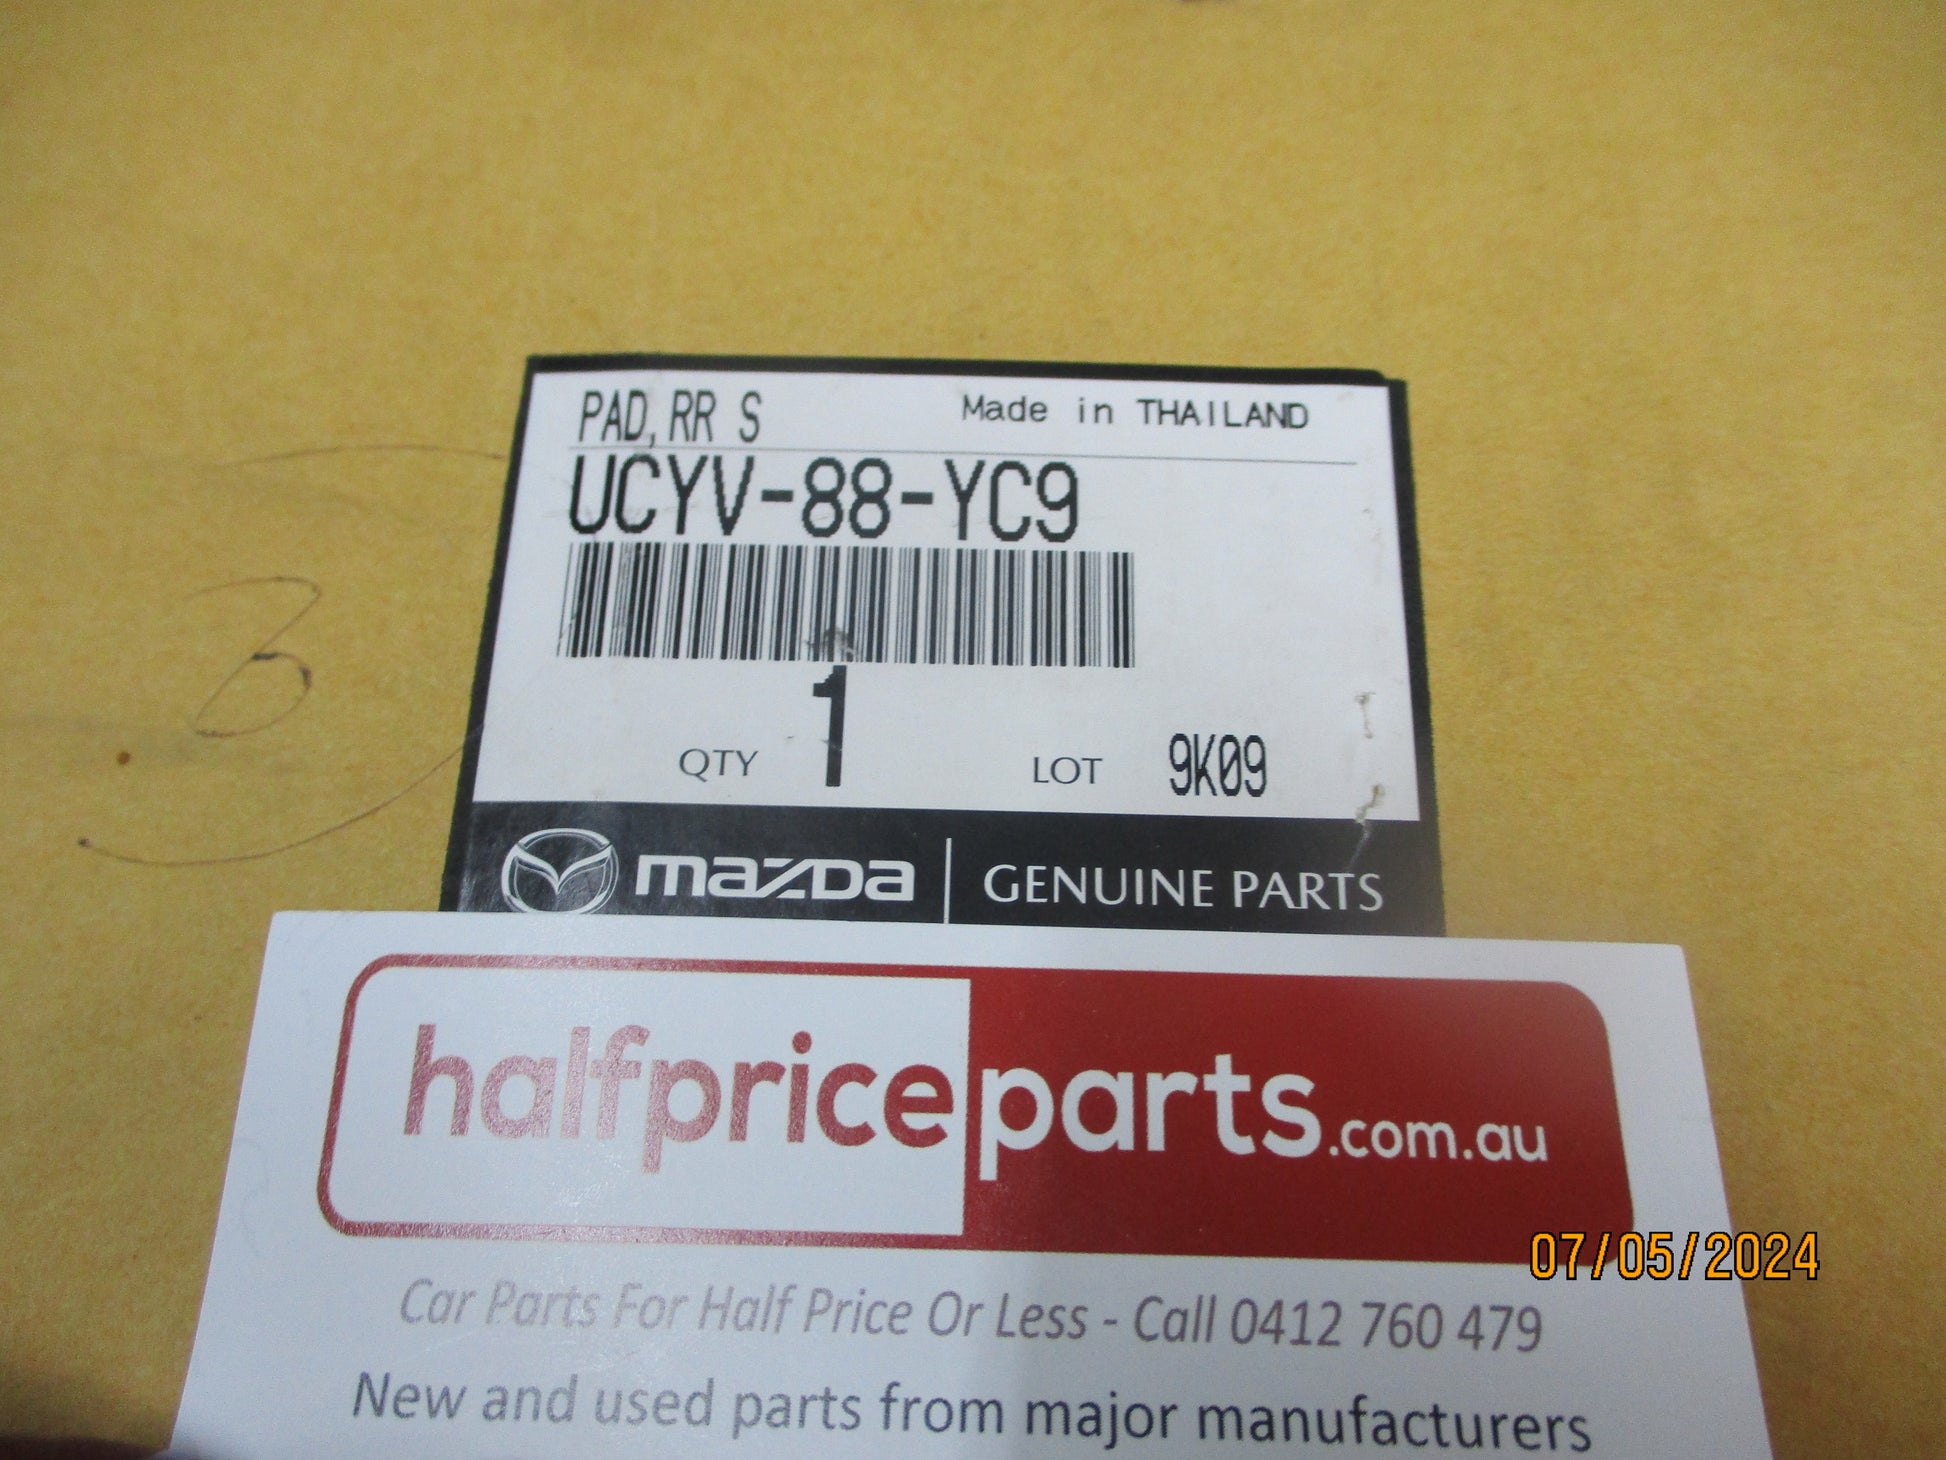 PAD, RR S
Made in THAILAND
UCYV-88-YC9
1
QTY
LOT 9K09
mazda | GENUINE PARTS
halfpriceparts.com.au
07/05/2024
Car Parts For Half Price Or Less - Call 0412 760 479
New and used parts from major manufacturers